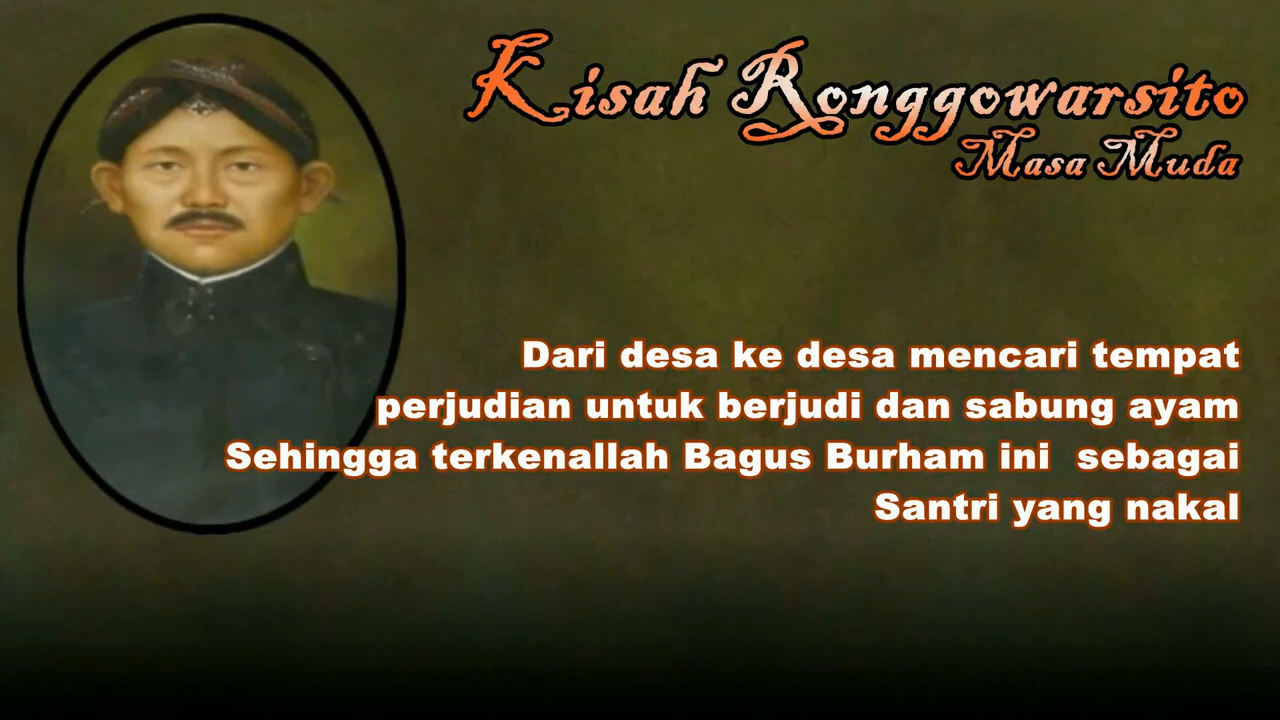 Kisah Ronggowarsito
Masa Muda
Dari desa ke desa mencari tempat
perjudian untuk berjudi dan sabung ayam
Sehingga terkenallah Bagus Burham ini  sebagai
Santri yang nakal